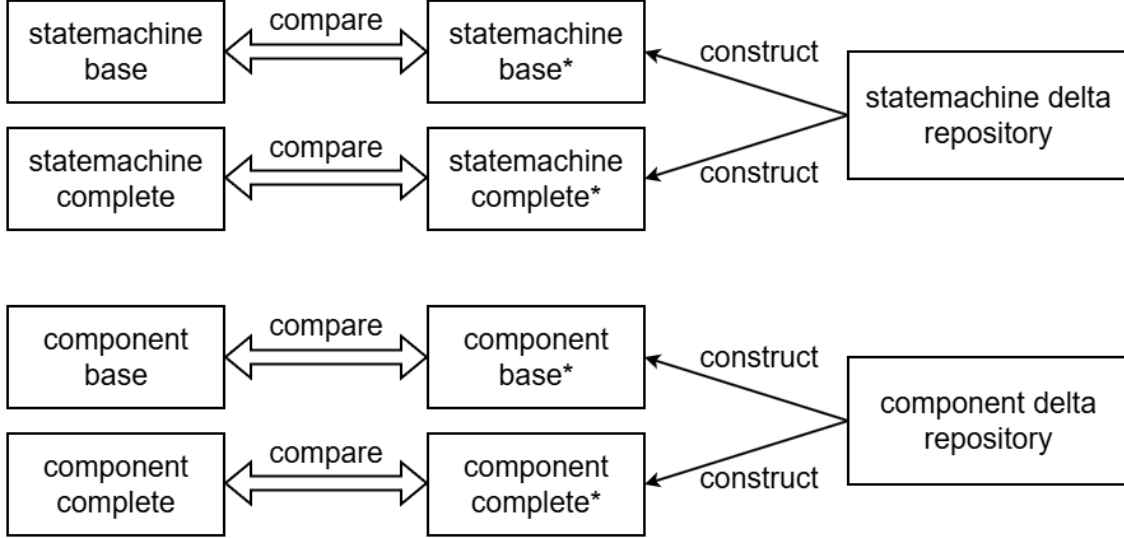 statemachine
base
compare
statemachine
base*
construct
statemachine delta
repository
statemachine
complete
compare
statemachine
complete*
construct
component
base
compare
component
base*
construct
component delta
repository
component
complete
compare
component
complete*
construct